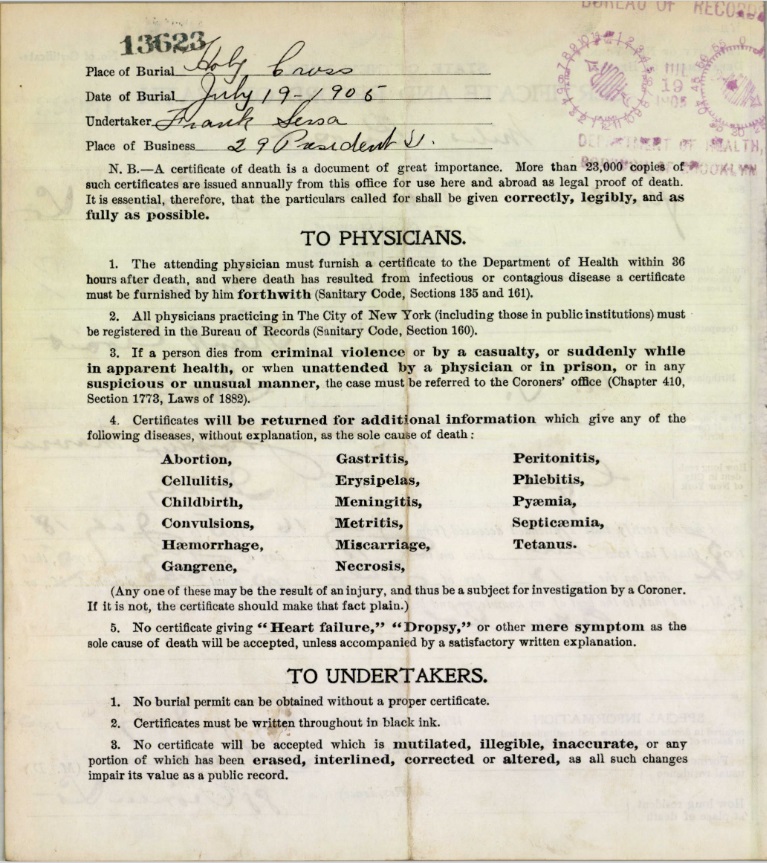 BUREAU OF RECORDS
13623
Place of Burial Holy Cross
Date of Burial July 19 - 1905
Undertaker Frank Sessa
Place of Business 29 President St.
19
1905
DEPARTMENT OF HEALTH,
BROOKLYN
N. B.—A certificate of death is a document of great importance. More than 23,000 copies of
such certificates are issued annually from this office for use here and abroad as legal proof of death.
It is essential, therefore, that the particulars called for shall be given correctly, legibly, and as
fully as possible.
TO PHYSICIANS.
1. The attending physician must furnish a certificate to the Department of Health within 36
hours after death, and where death has resulted from infectious or contagious disease a certificate
must be furnished by him forthwith (Sanitary Code, Sections 135 and 161).
2. All physicians practicing in The City of New York (including those in public institutions) must
be registered in the Bureau of Records (Sanitary Code, Section 160).
3. If a person dies from criminal violence or by a casualty, or suddenly while
in apparent health, or when unattended by a physician or in prison, or in any
suspicious or unusual manner, the case must be referred to the Coroners' office (Chapter 410,
Section 1773, Laws of 1882).
4. Certificates will be returned for additional information which give any of the
following diseases, without explanation, as the sole cause of death :
Abortion, Gastritis, Peritonitis,
Cellulitis, Erysipelas, Phlebitis,
Childbirth, Meningitis, Pyæmia,
Convulsions, Metritis, Septicæmia,
Hæmorrhage, Miscarriage, Tetanus.
Gangrene, Necrosis,
(Any one of these may be the result of an injury, and thus be a subject for investigation by a Coroner.
If it is not, the certificate should make that fact plain.)
5. No certificate giving "Heart failure," "Dropsy," or other mere symptom as the
sole cause of death will be accepted, unless accompanied by a satisfactory written explanation.
TO UNDERTAKERS.
1. No burial permit can be obtained without a proper certificate.
2. Certificates must be written throughout in black ink.
3. No certificate will be accepted which is mutilated, illegible, inaccurate, or any
portion of which has been erased, interlined, corrected or altered, as all such changes
impair its value as a public record.